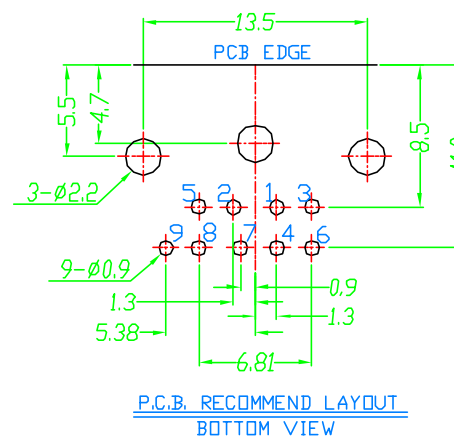 13.5
PCB EDGE
5.5
4.7
8.5
3-Ø2.2
5 2 1 3
9 8 7 4 6
9-Ø0.9
0.9
1.3
1.3
5.38
6.81
P.C.B. RECOMMEND LAYOUT
BOTTOM VIEW